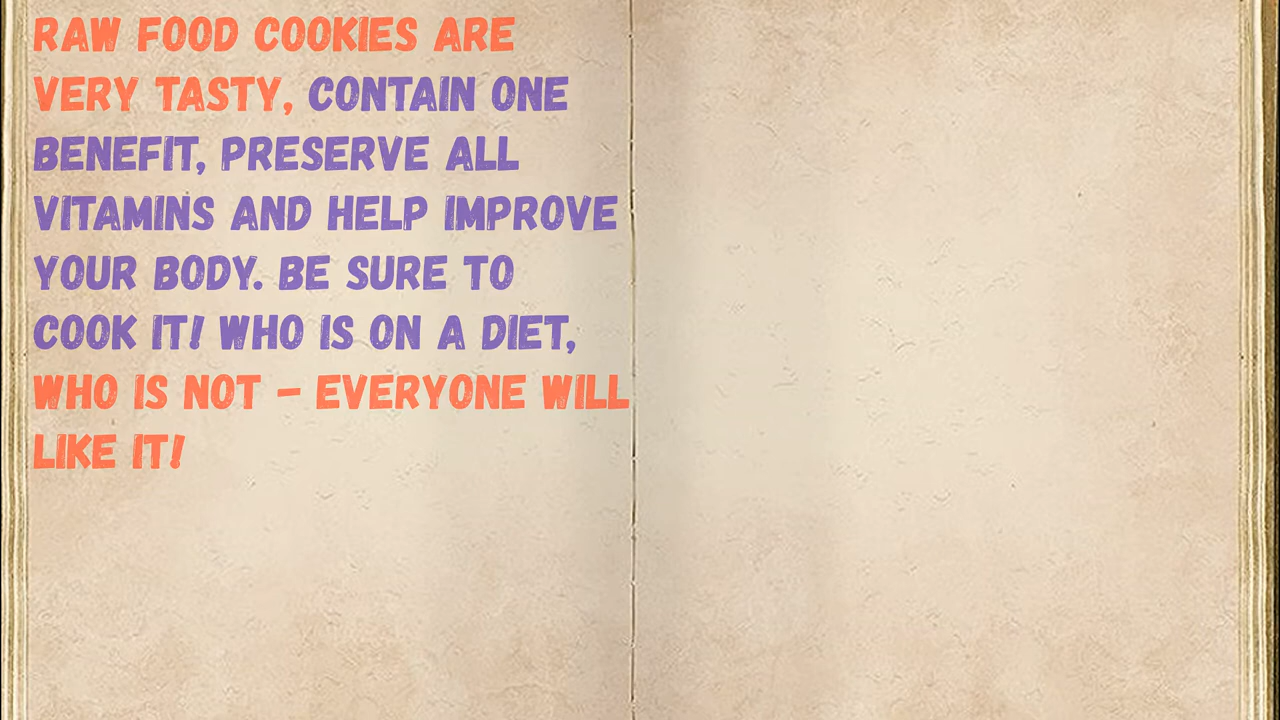 RAW FOOD COOKIES ARE
VERY TASTY, CONTAIN ONE
BENEFIT, PRESERVE ALL
VITAMINS AND HELP IMPROVE
YOUR BODY. BE SURE TO
COOK IT! WHO IS ON A DIET,
WHO IS NOT – EVERYONE WILL
LIKE IT!